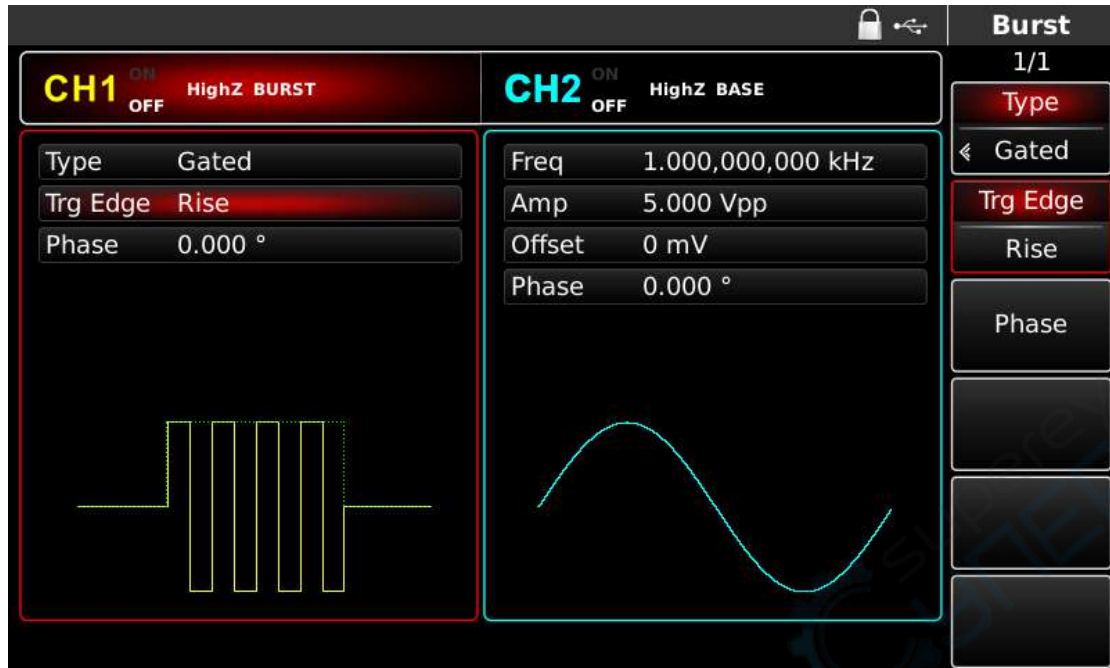 Burst
1/1
CH1 ON OFF HighZ BURST
CH2 ON OFF HighZ BASE
Type Gated
Trg Edge Rise
Phase 0.000 °
Freq 1.000,000,000 kHz
Amp 5.000 Vpp
Offset 0 mV
Phase 0.000 °
Type
Gated
Trg Edge
Rise
Phase